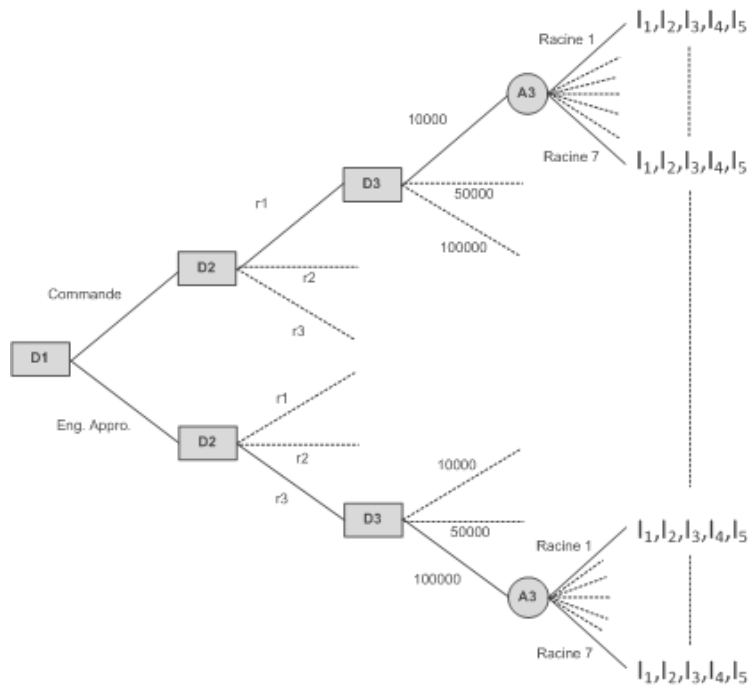 I₁,I₂,I₃,I₄,I₅
Racine 1
A3
10000
Racine 7
I₁,I₂,I₃,I₄,I₅
D3
50000
r1
100000
D2
r2
Commande
r3
D1
r1
Eng. Appro.
D2
r2
10000
r3
D3
I₁,I₂,I₃,I₄,I₅
50000
Racine 1
100000
A3
Racine 7
I₁,I₂,I₃,I₄,I₅